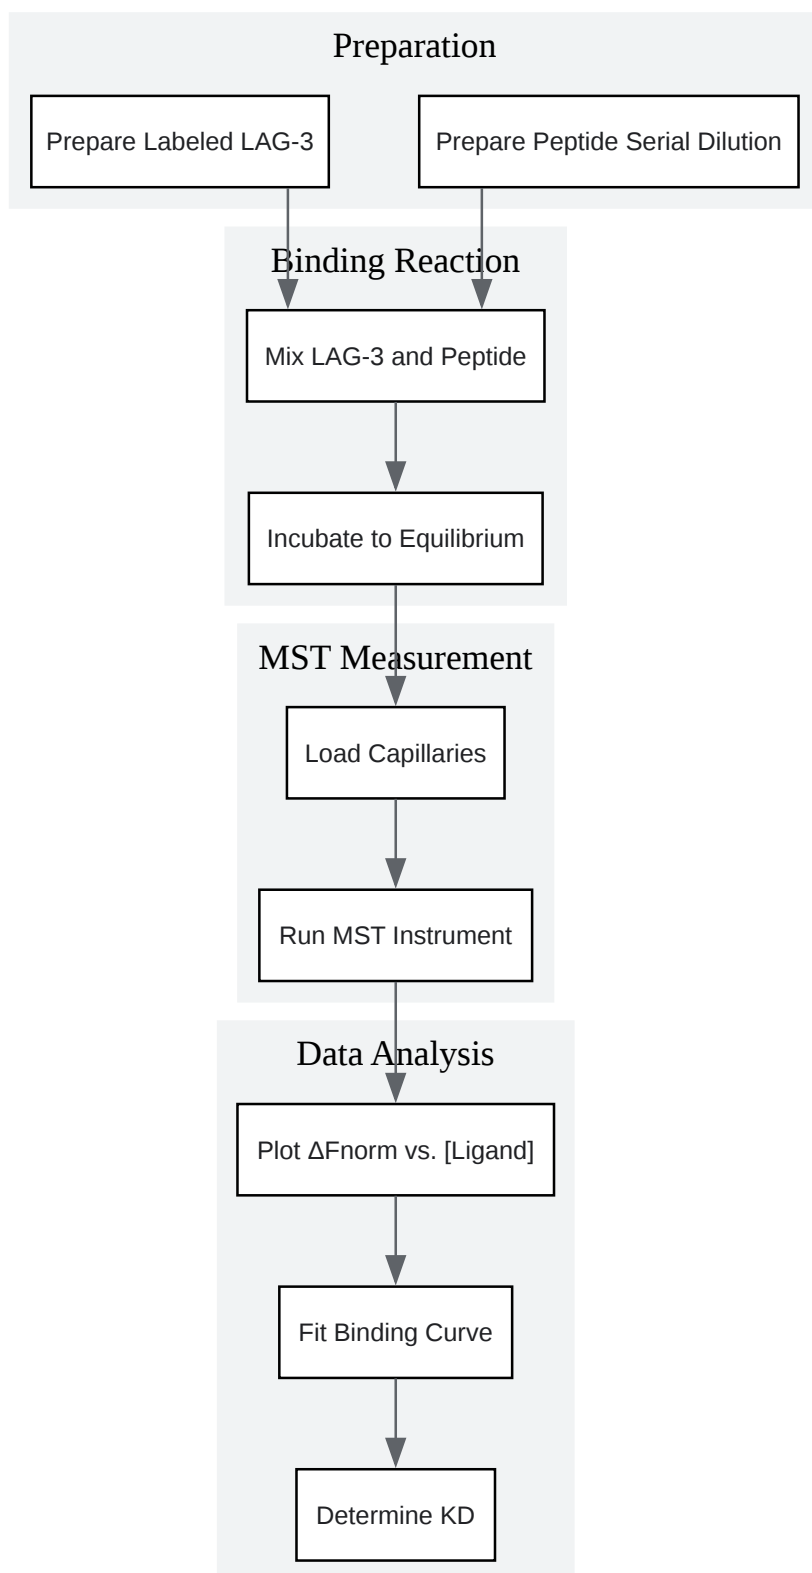 Preparation
Prepare Labeled LAG-3
Prepare Peptide Serial Dilution
Binding Reaction
Mix LAG-3 and Peptide
Incubate to Equilibrium
MST Measurement
Load Capillaries
Run MST Instrument
Data Analysis
Plot ΔFnorm vs. [Ligand]
Fit Binding Curve
Determine KD